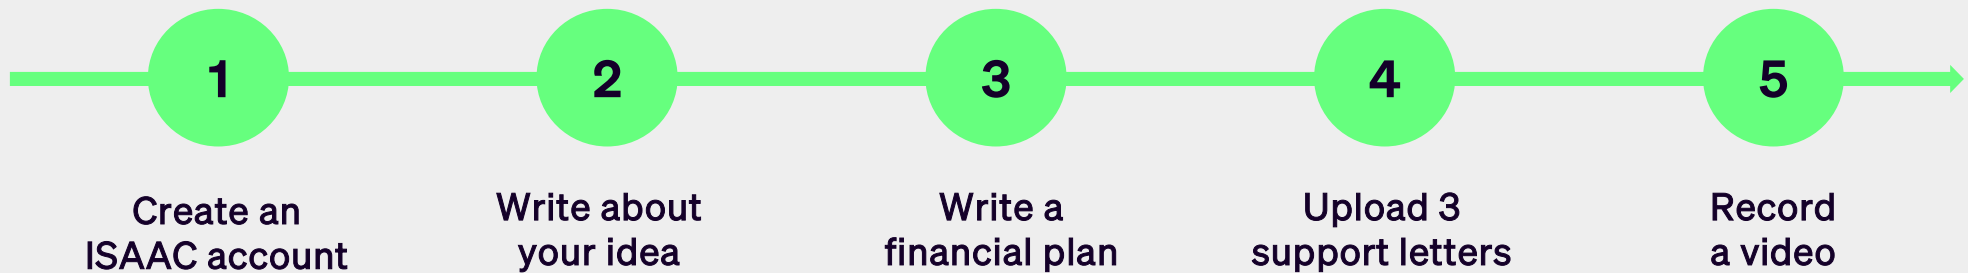 1
2
3
4
5
Create an
ISAAC account
Write about
your idea
Write a
financial plan
Upload 3
support letters
Record
a video